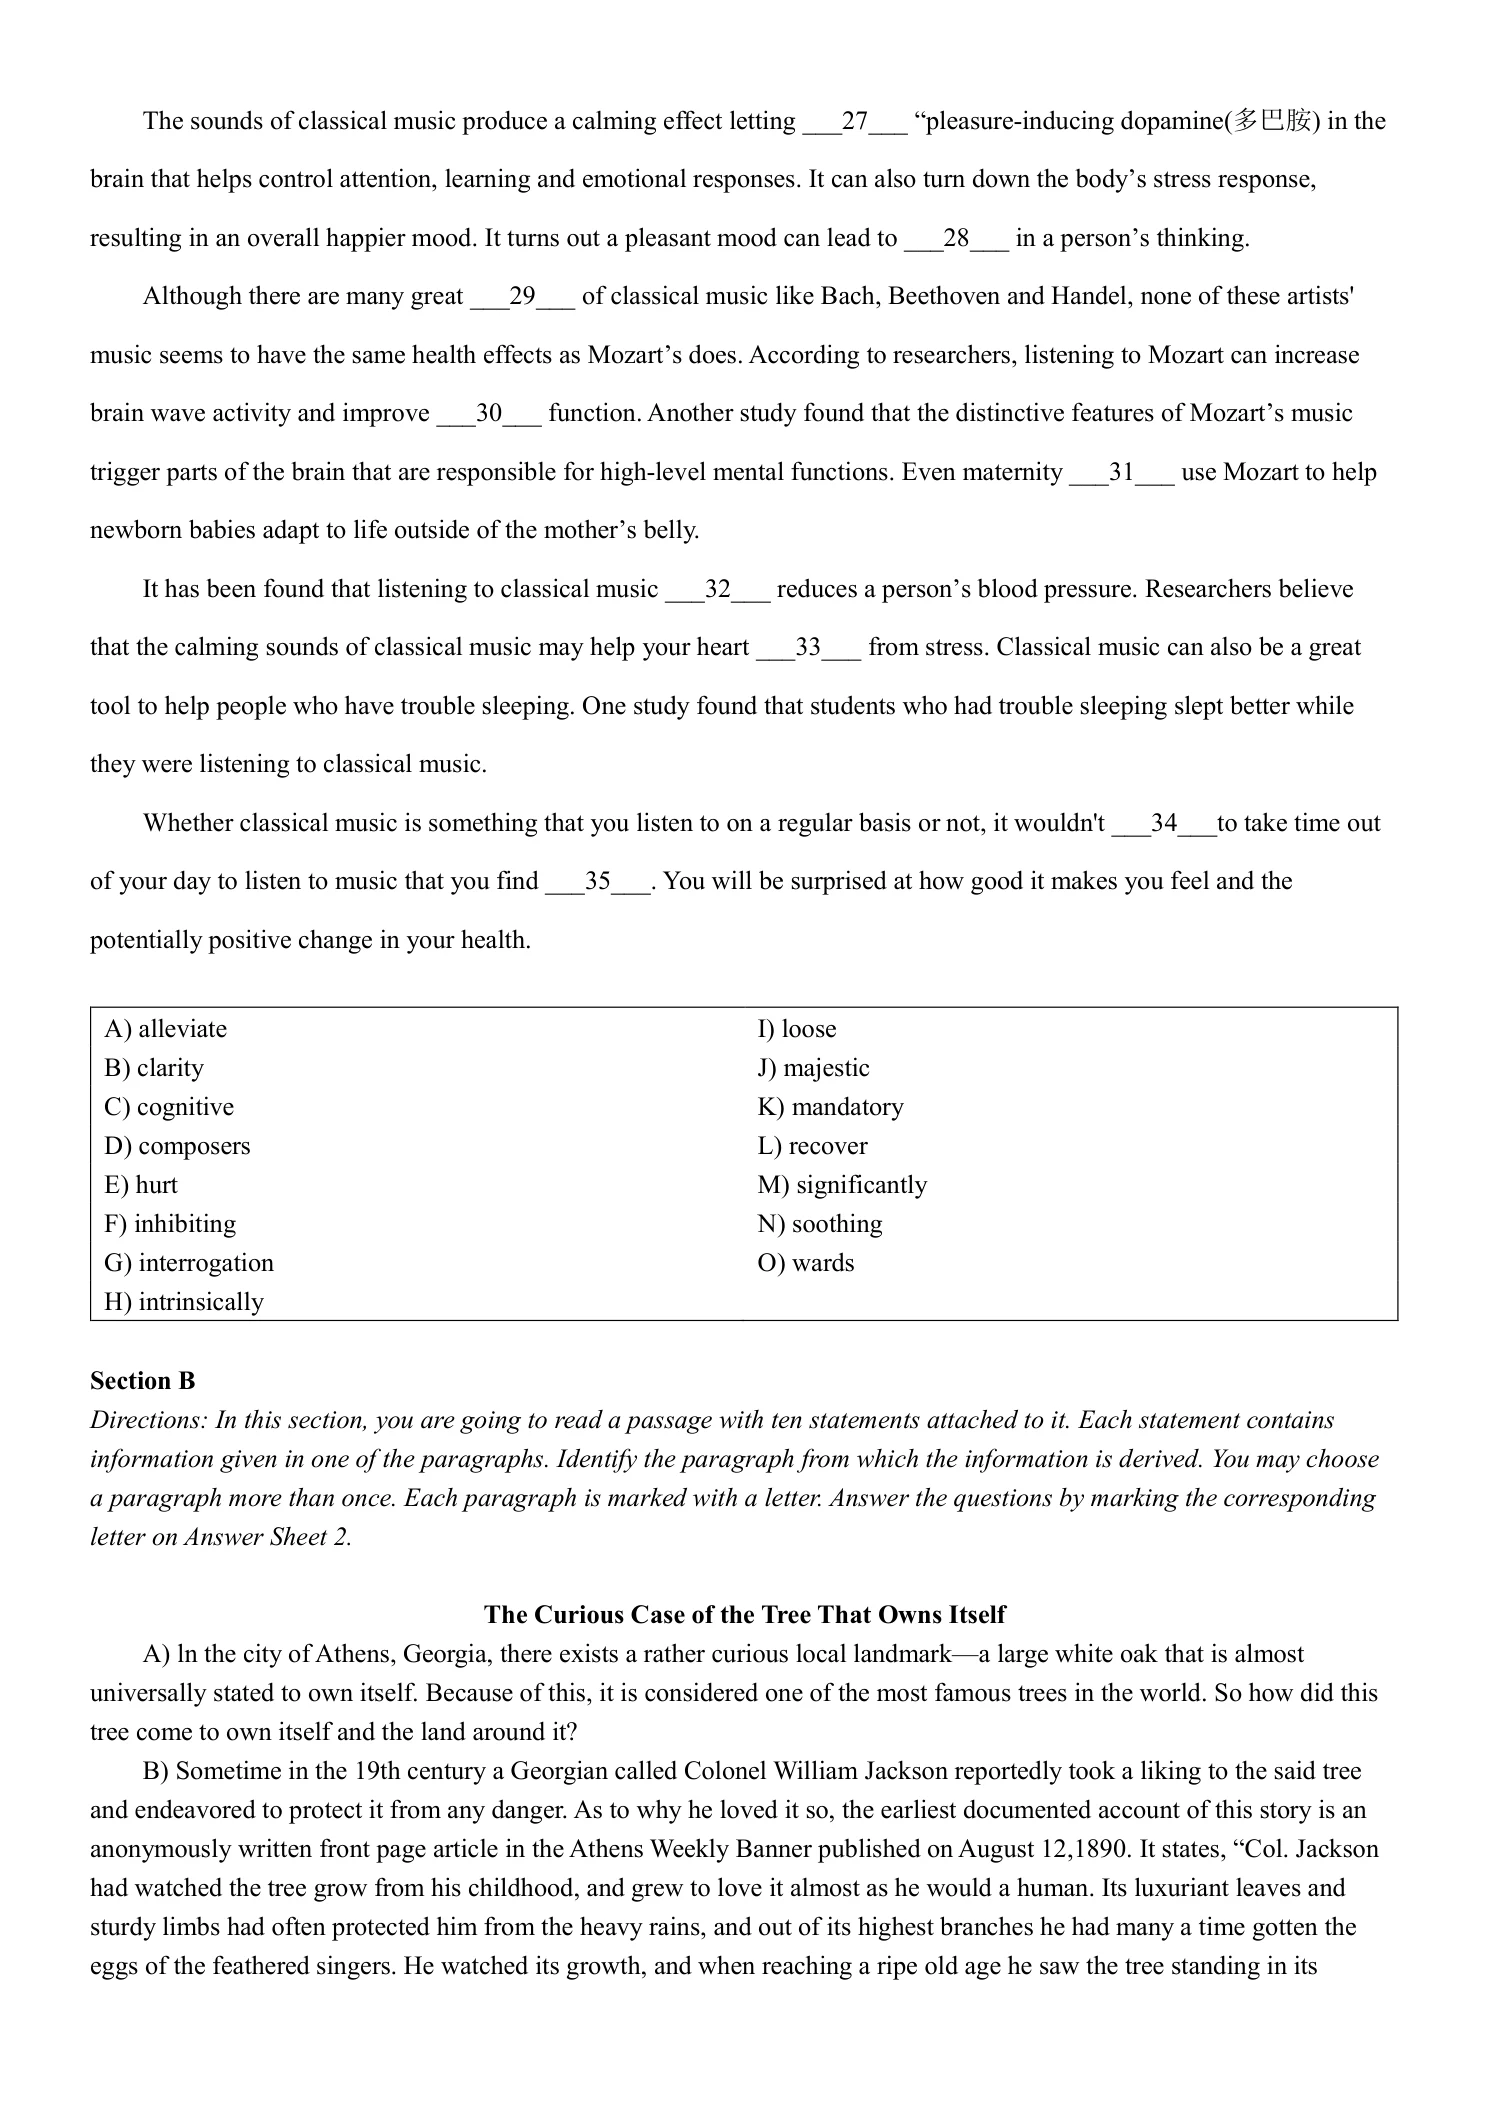 The sounds of classical music produce a calming effect letting ___27___ “pleasure-inducing dopamine(多巴胺) in the
brain that helps control attention, learning and emotional responses. It can also turn down the body’s stress response,
resulting in an overall happier mood. It turns out a pleasant mood can lead to ___28___ in a person’s thinking.
Although there are many great ___29___ of classical music like Bach, Beethoven and Handel, none of these artists'
music seems to have the same health effects as Mozart’s does. According to researchers, listening to Mozart can increase
brain wave activity and improve ___30___ function. Another study found that the distinctive features of Mozart’s music
trigger parts of the brain that are responsible for high-level mental functions. Even maternity ___31___ use Mozart to help
newborn babies adapt to life outside of the mother’s belly.
It has been found that listening to classical music ___32___ reduces a person’s blood pressure. Researchers believe
that the calming sounds of classical music may help your heart ___33___ from stress. Classical music can also be a great
tool to help people who have trouble sleeping. One study found that students who had trouble sleeping slept better while
they were listening to classical music.
Whether classical music is something that you listen to on a regular basis or not, it wouldn't ___34___to take time out
of your day to listen to music that you find ___35___. You will be surprised at how good it makes you feel and the
potentially positive change in your health.
A) alleviate
B) clarity
C) cognitive
D) composers
E) hurt
F) inhibiting
G) interrogation
H) intrinsically
I) loose
J) majestic
K) mandatory
L) recover
M) significantly
N) soothing
O) wards
Section B
Directions: In this section, you are going to read a passage with ten statements attached to it. Each statement contains
information given in one of the paragraphs. Identify the paragraph from which the information is derived. You may choose
a paragraph more than once. Each paragraph is marked with a letter. Answer the questions by marking the corresponding
letter on Answer Sheet 2.
The Curious Case of the Tree That Owns Itself
A) ln the city of Athens, Georgia, there exists a rather curious local landmark—a large white oak that is almost
universally stated to own itself. Because of this, it is considered one of the most famous trees in the world. So how did this
tree come to own itself and the land around it?
B) Sometime in the 19th century a Georgian called Colonel William Jackson reportedly took a liking to the said tree
and endeavored to protect it from any danger. As to why he loved it so, the earliest documented account of this story is an
anonymously written front page article in the Athens Weekly Banner published on August 12,1890. It states, “Col. Jackson
had watched the tree grow from his childhood, and grew to love it almost as he would a human. Its luxuriant leaves and
sturdy limbs had often protected him from the heavy rains, and out of its highest branches he had many a time gotten the
eggs of the feathered singers. He watched its growth, and when reaching a ripe old age he saw the tree standing in its